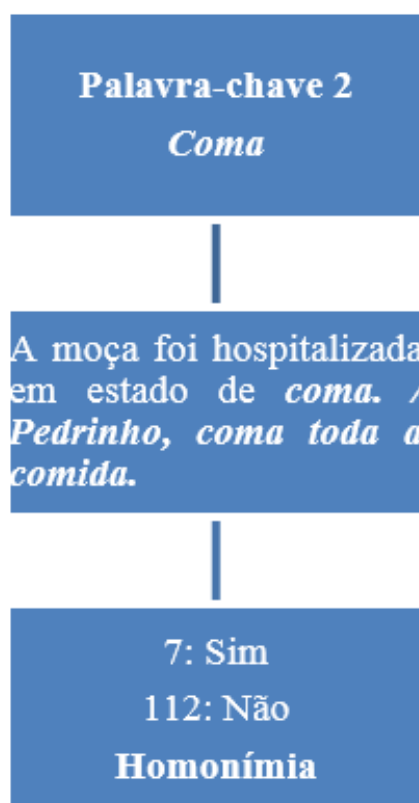 Palavra-chave 2
Coma
A moça foi hospitalizada
em estado de coma. /
Pedrinho, coma toda a
comida.
7: Sim
112: Não
Homonímia